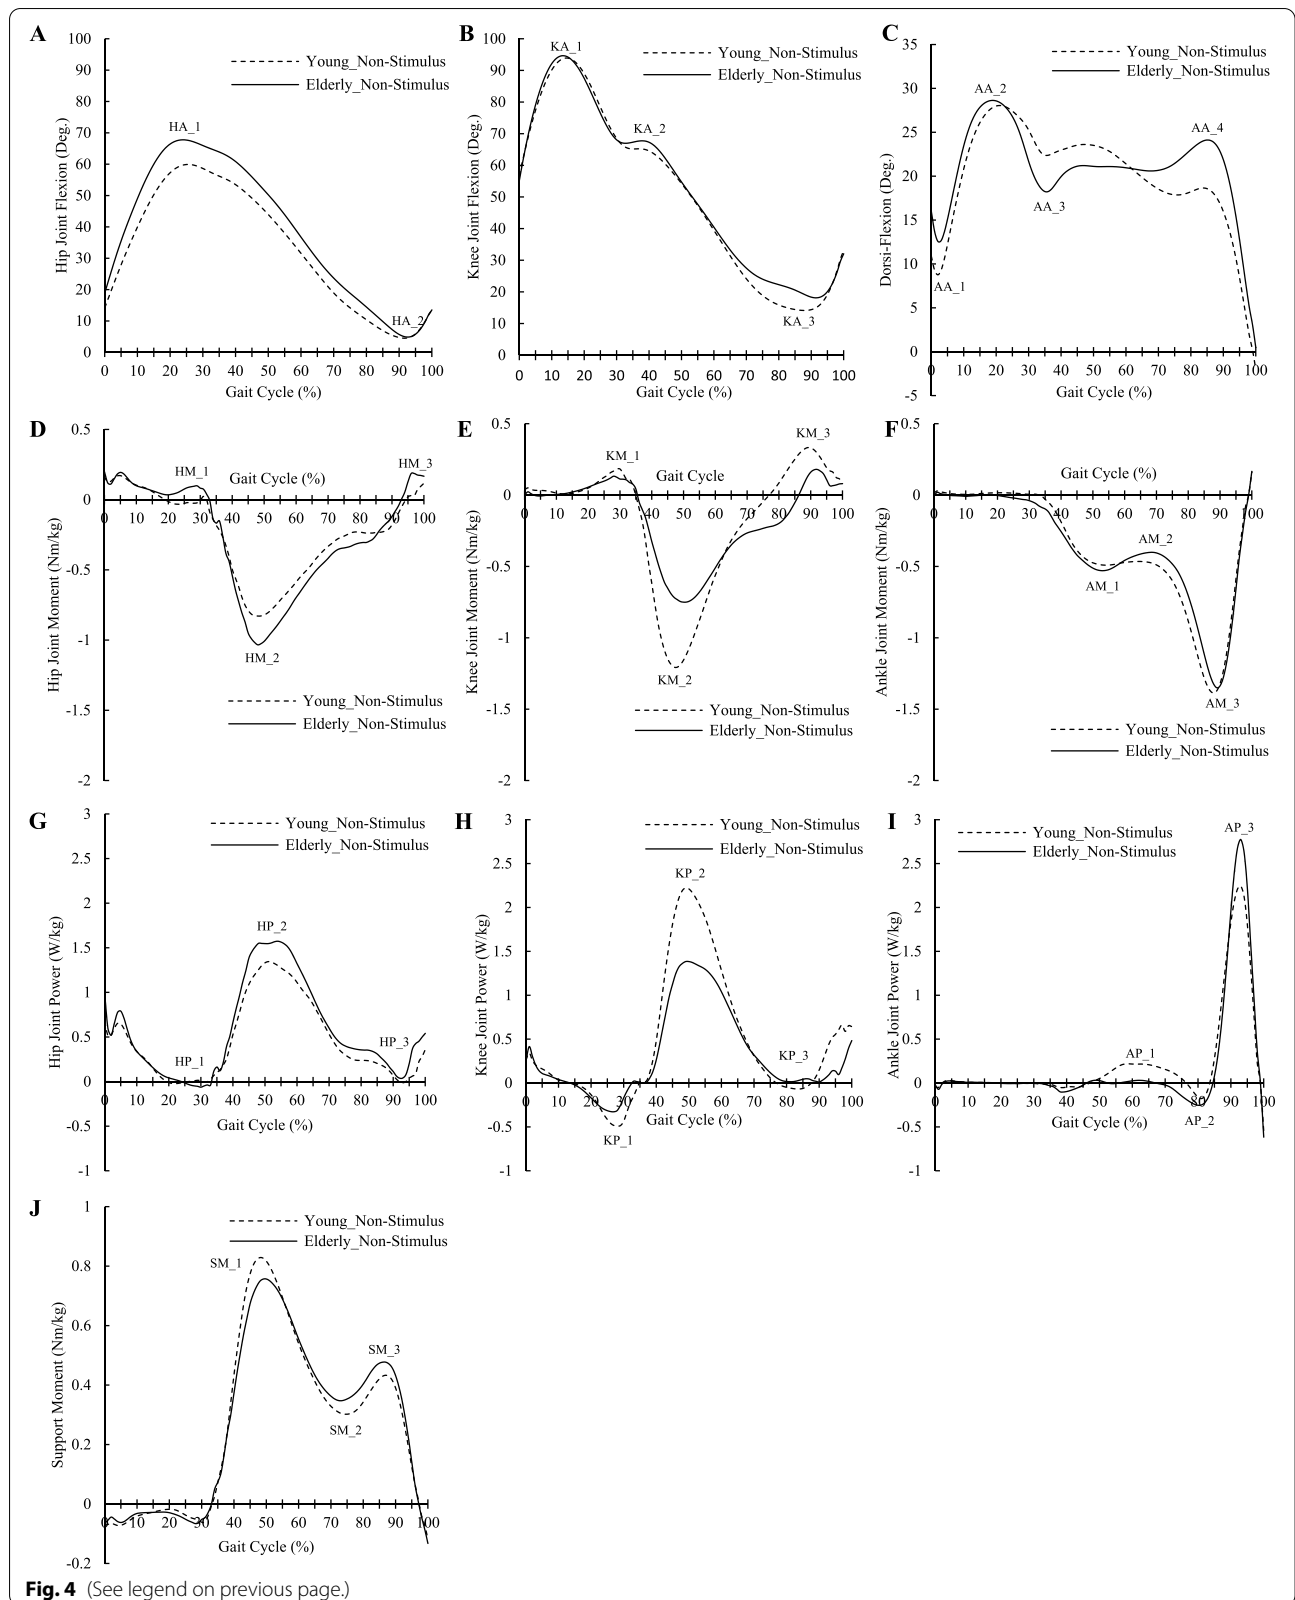 A
100
90
80
70
60
50
40
30
20
10
0
Hip Joint Flexion (Deg.)
Young_Non-Stimulus
Elderly_Non-Stimulus
HA_1
HA_2
0 10 20 30 40 50 60 70 80 90 100
Gait Cycle (%)
B
100
90
80
70
60
50
40
30
20
10
0
Knee Joint Flexion (Deg.)
KA_1
Young_Non-Stimulus
Elderly_Non-Stimulus
KA_2
KA_3
0 10 20 30 40 50 60 70 80 90 100
Gait Cycle (%)
C
35
30
25
20
15
10
5
0
-5
Dorsi-Flexion (Deg.)
Young_Non-Stimulus
Elderly_Non-Stimulus
AA_2
AA_4
AA_3
AA_1
0 10 20 30 40 50 60 70 80 90 100
Gait Cycle (%)
D
0.5
0
-0.5
-1
-1.5
-2
Hip Joint Moment (Nm/kg)
HM_1
Gait Cycle (%)
HM_3
0 10 20 30 40 50 60 70 80 90 100
HM_2
Young_Non-Stimulus
Elderly_Non-Stimulus
E
0.5
0
-0.5
-1
-1.5
-2
Knee Joint Moment (Nm/kg)
KM_3
KM_1
Gait Cycle
0 10 20 30 40 50 60 70 80 90 100
KM_2
Young_Non-Stimulus
Elderly_Non-Stimulus
F
0.5
0
-0.5
-1
-1.5
-2
Ankle Joint Moment (Nm/kg)
Gait Cycle (%)
0 10 20 30 40 50 60 70 80 90 100
AM_2
AM_1
AM_3
Young_Non-Stimulus
Elderly_Non-Stimulus
G
3
2.5
2
1.5
1
0.5
0
-0.5
-1
Hip Joint Power (W/kg)
Young_Non-Stimulus
Elderly_Non-Stimulus
HP_2
HP_1
HP_3
0 10 20 30 40 50 60 70 80 90 100
Gait Cycle (%)
H
3
2.5
2
1.5
1
0.5
0
-0.5
-1
Knee Joint Power (W/kg)
Young_Non-Stimulus
Elderly_Non-Stimulus
KP_2
KP_3
0 10 20 30 40 50 60 70 80 90 100
Gait Cycle (%)
KP_1
I
3
2.5
2
1.5
1
0.5
0
-0.5
-1
Ankle Joint Power (W/kg)
AP_3
Young_Non-Stimulus
Elderly_Non-Stimulus
AP_1
0 10 20 30 40 50 60 70 80 90 100
Gait Cycle (%)
AP_2
J
1
0.8
0.6
0.4
0.2
0
-0.2
Support Moment (Nm/kg)
Young_Non-Stimulus
Elderly_Non-Stimulus
SM_1
SM_3
SM_2
0 10 20 30 40 50 60 70 80 90 100
Gait Cycle (%)
Fig. 4 (See legend on previous page.)